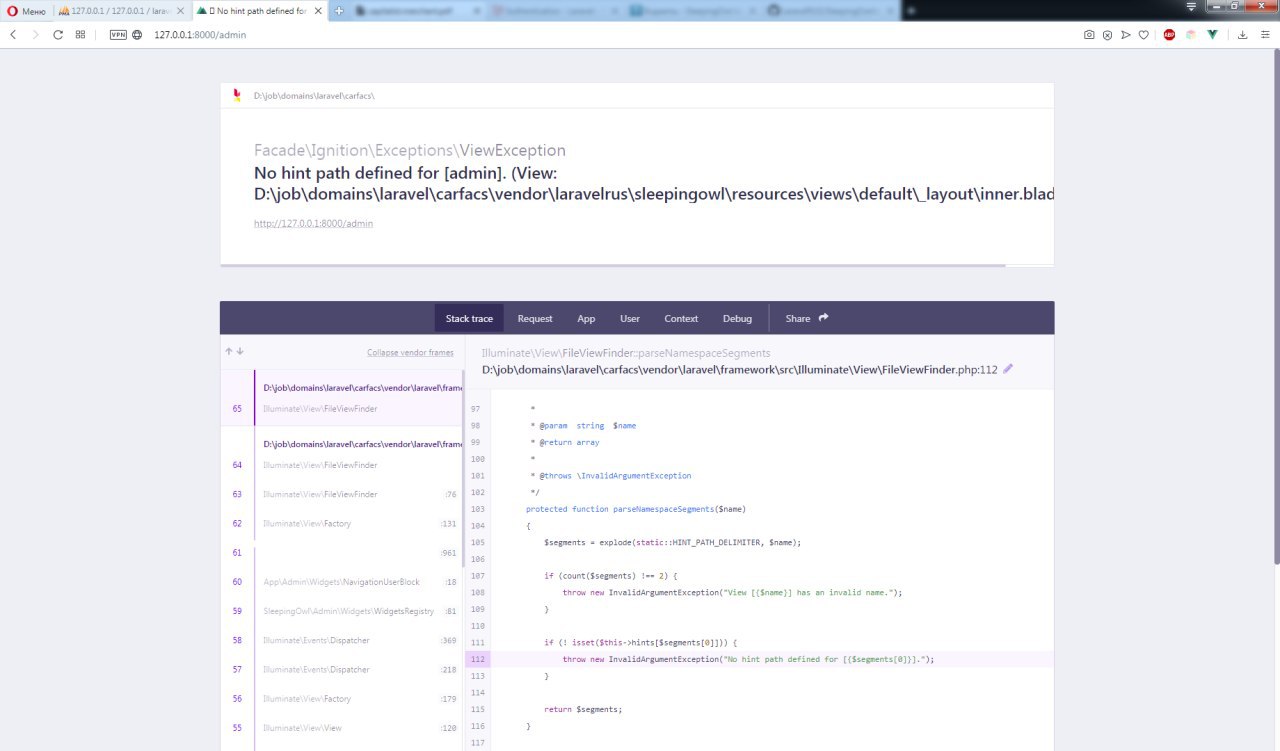 Меню
127.0.0.1 / 127.0.0.1 / larav
No hint path defined for
VPN
127.0.0.1:8000/admin
ABP
D:\job\domains\laravel\carfacs\
Facade\Ignition\Exceptions\ViewException
No hint path defined for [admin]. (View:
D:\job\domains\laravel\carfacs\vendor\laravelrus\sleepingowl\resources\views\default\_layout\inner.blad
http://127.0.0.1:8000/admin
Stack trace Request App User Context Debug Share
Collapse vendor frames
Illuminate\View\FileViewFinder::parseNamespaceSegments
D:\job\domains\laravel\carfacs\vendor\laravel\framework\src\Illuminate\View\FileViewFinder.php:112
D:\job\domains\laravel\carfacs\vendor\laravel\frame
65 Illuminate\View\FileViewFinder
D:\job\domains\laravel\carfacs\vendor\laravel\frame
64 Illuminate\View\FileViewFinder
63 Illuminate\View\FileViewFinder :76
62 Illuminate\View\Factory :131
61 :961
60 App\Admin\Widgets\NavigationUserBlock :18
59 SleepingOwl\Admin\Widgets\WidgetsRegistry :81
58 Illuminate\Events\Dispatcher :369
57 Illuminate\Events\Dispatcher :218
56 Illuminate\View\Factory :179
55 Illuminate\View\View :120
97 *
98 * @param string $name
99 * @return array
100 *
101 * @throws \InvalidArgumentException
102 */
103 protected function parseNamespaceSegments($name)
104 {
105 $segments = explode(static::HINT_PATH_DELIMITER, $name);
106
107 if (count($segments) !== 2) {
108 throw new InvalidArgumentException("View [{$name}] has an invalid name.");
109 }
110
111 if (! isset($this->hints[$segments[0]])) {
112 throw new InvalidArgumentException("No hint path defined for [{$segments[0]}].");
113 }
114
115 return $segments;
116 }
117